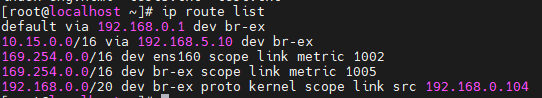 [root@localhost ~]# ip route list
default via 192.168.0.1 dev br-ex
10.15.0.0/16 via 192.168.5.10 dev br-ex
169.254.0.0/16 dev ens160 scope link metric 1002
169.254.0.0/16 dev br-ex scope link metric 1005
192.168.0.0/20 dev br-ex proto kernel scope link src 192.168.0.104